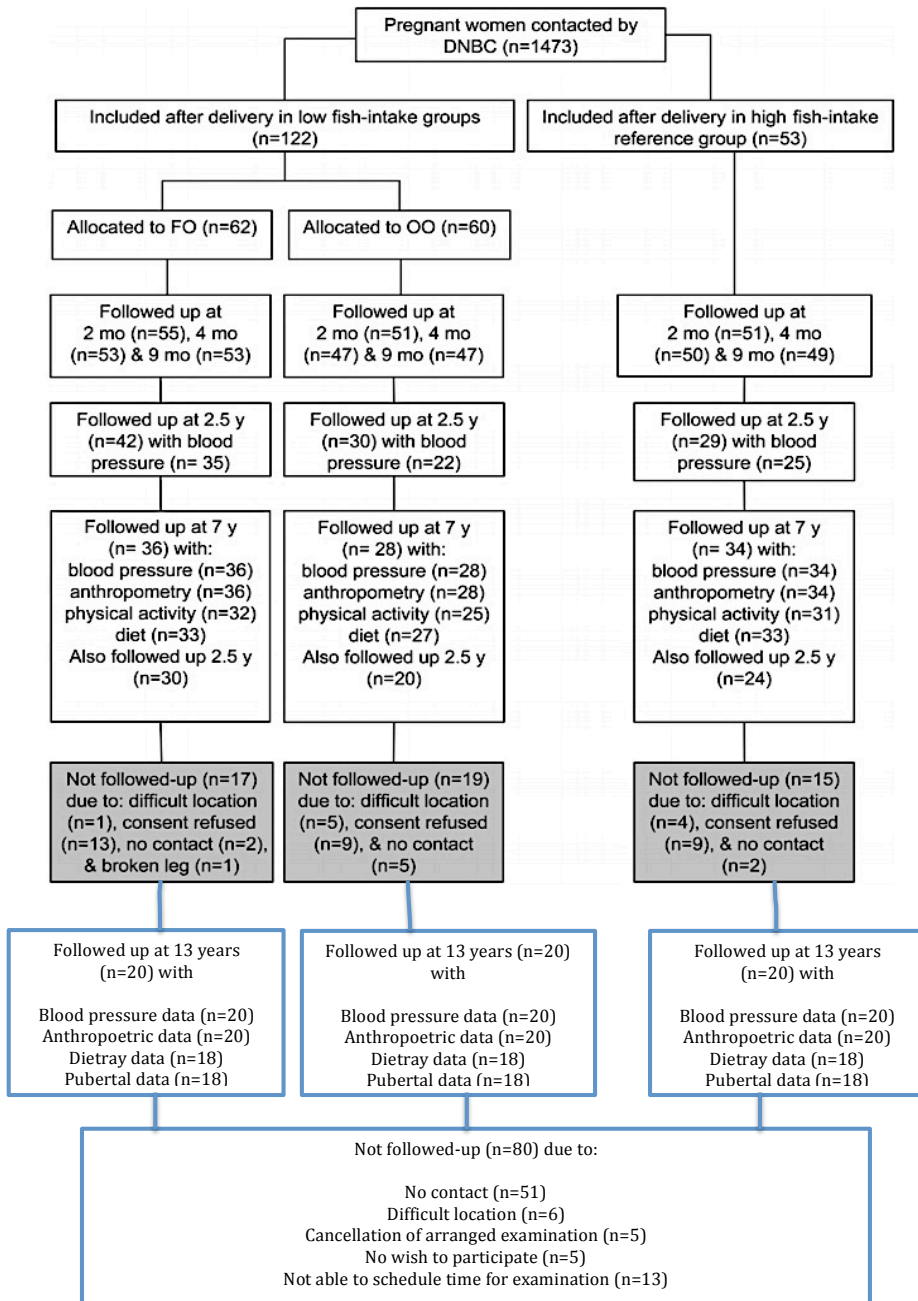 Pregnant women contacted by
DNBC (n=1473)
Included after delivery in low fish-intake groups
(n=122)
Included after delivery in high fish-intake
reference group (n=53)
Allocated to FO (n=62)
Allocated to OO (n=60)
Followed up at
2 mo (n=55), 4 mo
(n=53) & 9 mo (n=53)
Followed up at
2 mo (n=51), 4 mo
(n=47) & 9 mo (n=47)
Followed up at
2 mo (n=51), 4 mo
(n=50) & 9 mo (n=49)
Followed up at 2.5 y
(n=42) with blood
pressure (n= 35)
Followed up at 2.5 y
(n=30) with blood
pressure (n=22)
Followed up at 2.5 y
(n=29) with blood
pressure (n=25)
Followed up at 7 y
(n= 36) with:
blood pressure (n=36)
anthropometry (n=36)
physical activity (n=32)
diet (n=33)
Also followed up 2.5 y
(n=30)
Followed up at 7 y
(n= 28) with:
blood pressure (n=28)
anthropometry (n=28)
physical activity (n=25)
diet (n=27)
Also followed up 2.5 y
(n=20)
Followed up at 7 y
(n= 34) with:
blood pressure (n=34)
anthropometry (n=34)
physical activity (n=31)
diet (n=33)
Also followed up 2.5 y
(n=24)
Not followed-up (n=17)
due to: difficult location
(n=1), consent refused
(n=13), no contact (n=2),
& broken leg (n=1)
Not followed-up (n=19)
due to: difficult location
(n=5), consent refused
(n=9), & no contact
(n=5)
Not followed-up (n=15)
due to: difficult location
(n=4), consent refused
(n=9), & no contact
(n=2)
Followed up at 13 years
(n=20) with
Blood pressure data (n=20)
Anthropoetric data (n=20)
Dietray data (n=18)
Pubertal data (n=18)
Followed up at 13 years (n=20)
with
Blood pressure data (n=20)
Anthropoetric data (n=20)
Dietray data (n=18)
Pubertal data (n=18)
Followed up at 13 years
(n=20) with
Blood pressure data (n=20)
Anthropoetric data (n=20)
Dietray data (n=18)
Pubertal data (n=18)
Not followed-up (n=80) due to:
No contact (n=51)
Difficult location (n=6)
Cancellation of arranged examination (n=5)
No wish to participate (n=5)
Not able to schedule time for examination (n=13)